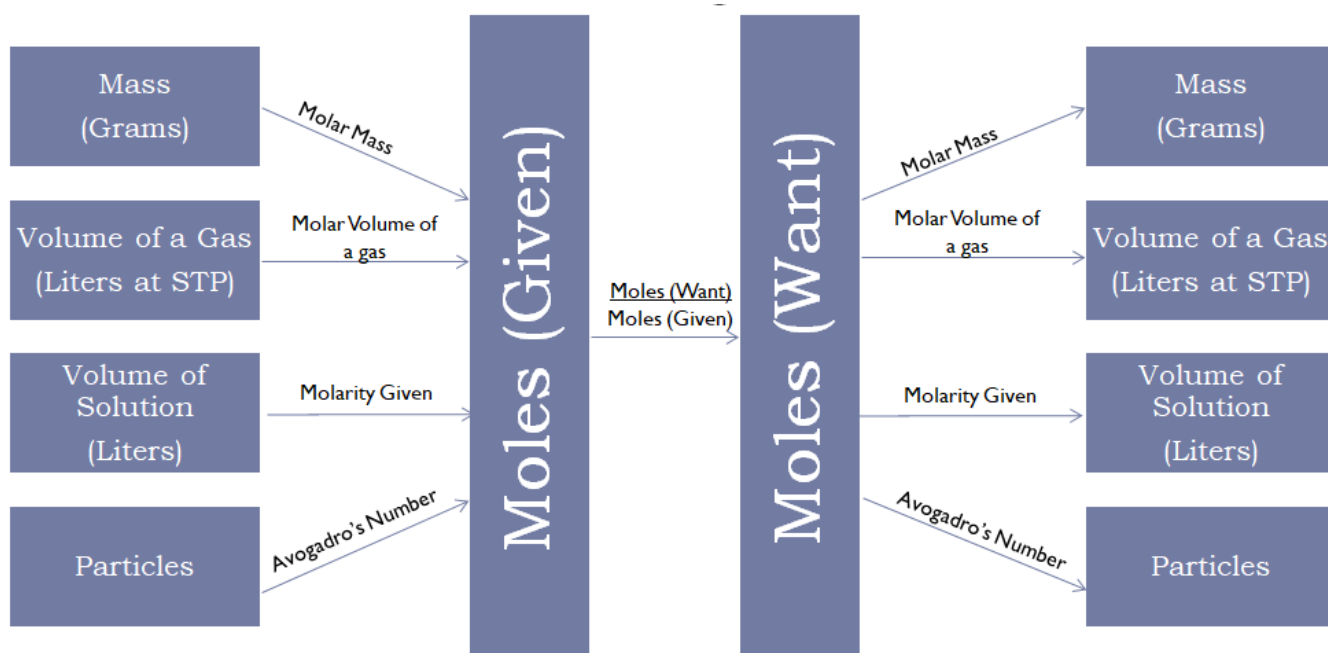 Mass
(Grams)
Molar Mass
Volume of a Gas
(Liters at STP)
Molar Volume of
a gas
Volume of
Solution
(Liters)
Molarity Given
Particles
Avogadro's Number
Moles (Given)
Moles (Want)
Moles (Given)
Moles (Want)
Molar Mass
Mass
(Grams)
Molar Volume of
a gas
Volume of a Gas
(Liters at STP)
Molarity Given
Volume of
Solution
(Liters)
Avogadro's Number
Particles